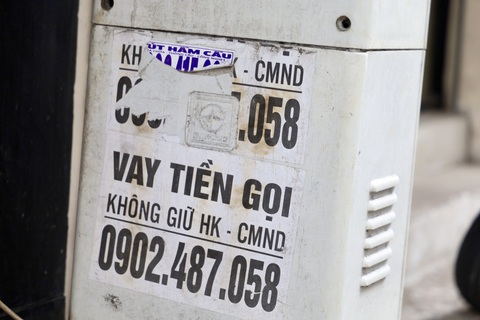 ÚT HẦM CẦU
KH - CMND
.058
VAY TIỀN GỌI
KHÔNG GIỮ HK - CMND
0902.487.058